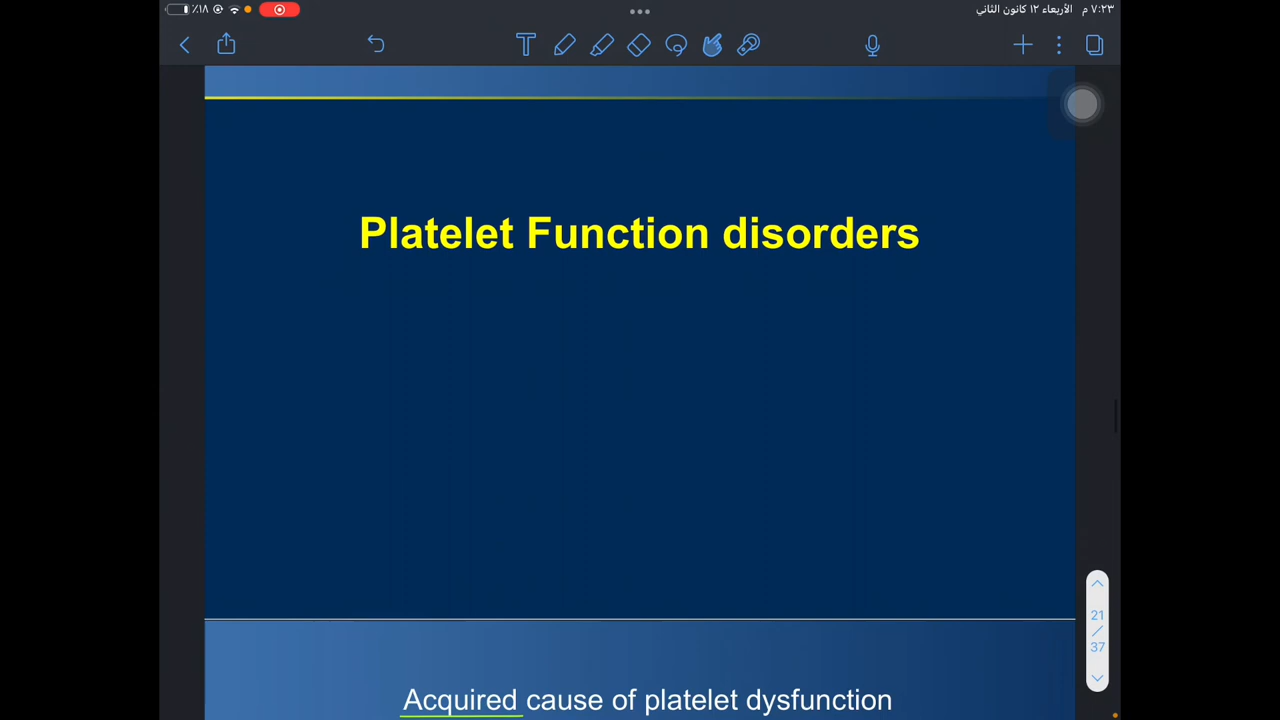 ٪١٨ الأربعاء ١٢ كانون الثاني ٧:٢٣ م
Platelet Function disorders
21
/
37
Acquired cause of platelet dysfunction